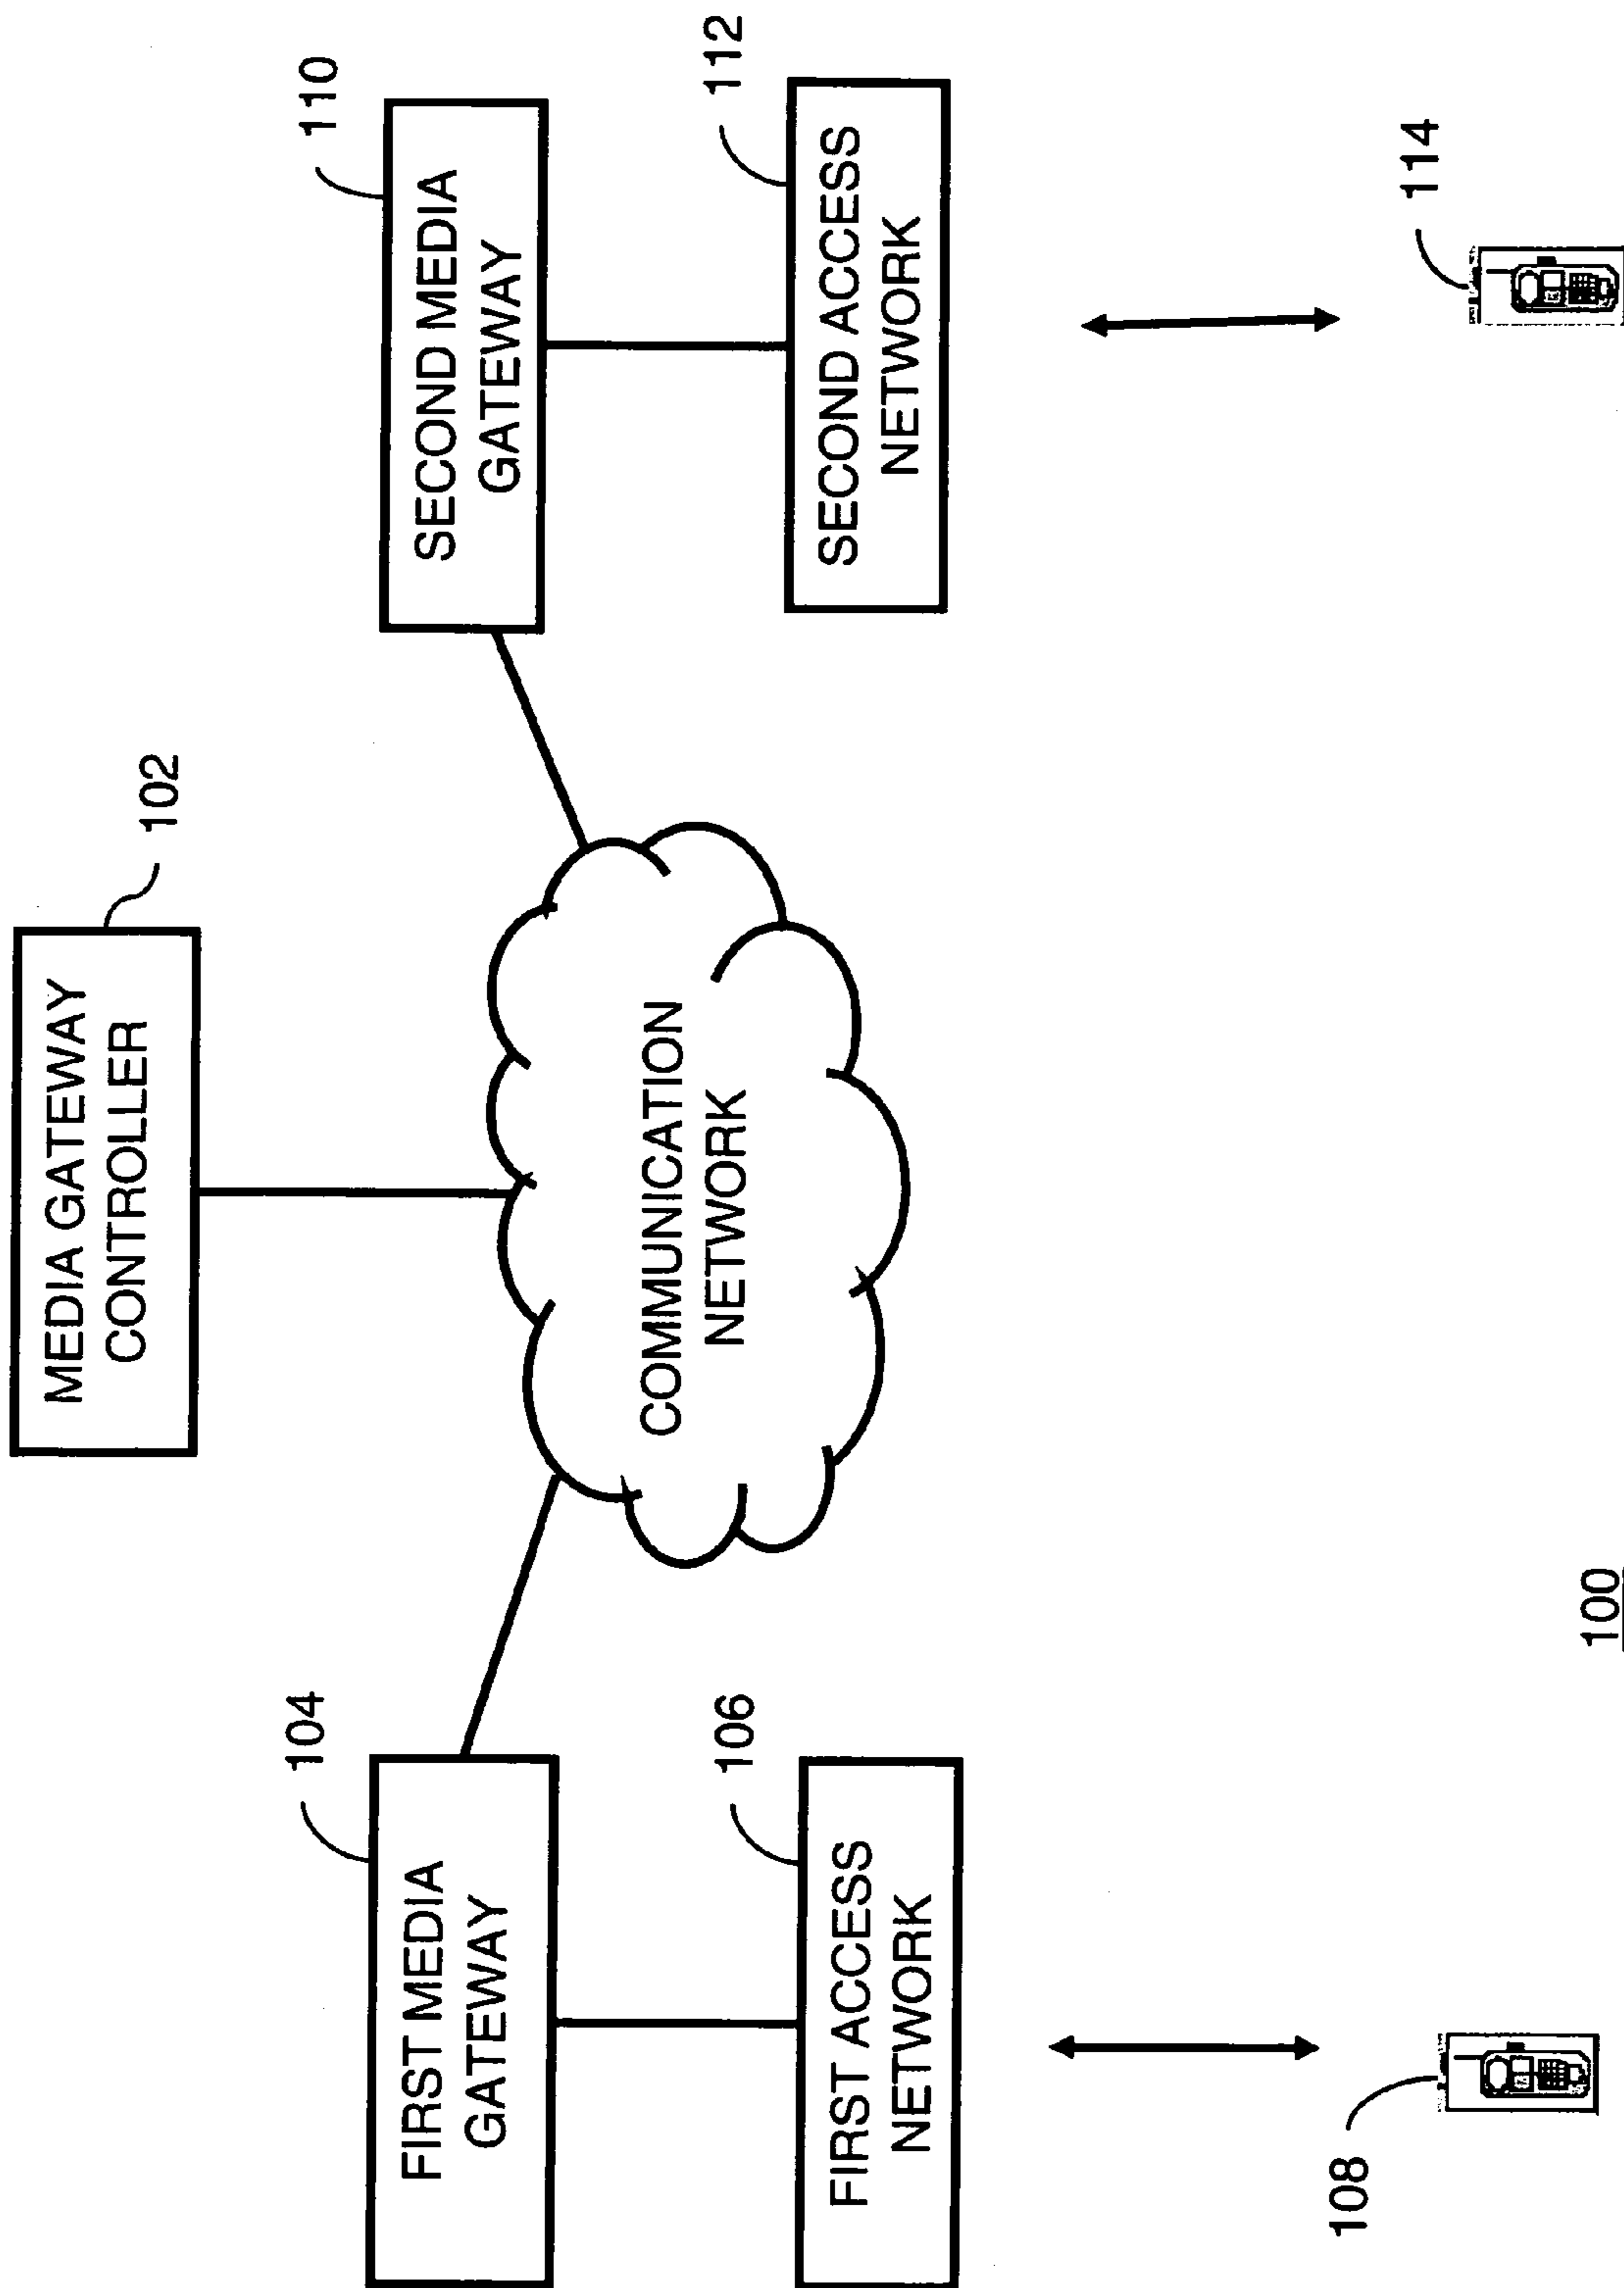 MEDIA GATEWAY
CONTROLLER
102
104
FIRST MEDIA
GATEWAY
110
SECOND MEDIA
GATEWAY
COMMUNICATION
NETWORK
106
FIRST ACCESS
NETWORK
112
SECOND ACCESS
NETWORK
108
114
100